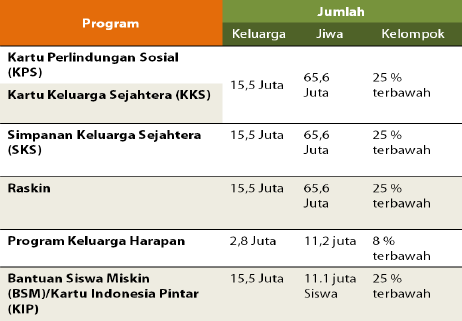 Program
Jumlah
Keluarga Jiwa Kelompok
Kartu Perlindungan Sosial
(KPS)
Kartu Keluarga Sejahtera (KKS)
15,5 Juta 65,6 25 %
Juta terbawah
Simpanan Keluarga Sejahtera 15,5 Juta 65,6 25 %
(SKS) Juta terbawah
Raskin 15,5 Juta 65,6 25 %
Juta terbawah
Program Keluarga Harapan 2,8 Juta 11,2 juta 8 %
terbawah
Bantuan Siswa Miskin 15,5 Juta 11.1 juta 25 %
(BSM)/Kartu Indonesia Pintar Siswa terbawah
(KIP)